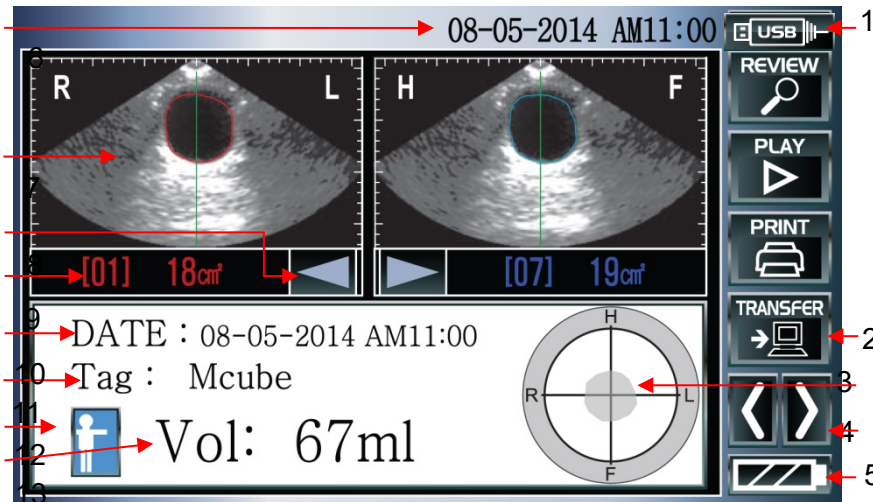 08-05-2014 AM11:00
USB
1
6
R L
H F
REVIEW
PLAY
7
PRINT
8
[01] 18cm²
[07] 19cm²
9
DATE : 08-05-2014 AM11:00
H
TRANSFER
2
10
Tag : Mcube
R L
3
11
4
12
Vol: 67ml
F
5
13